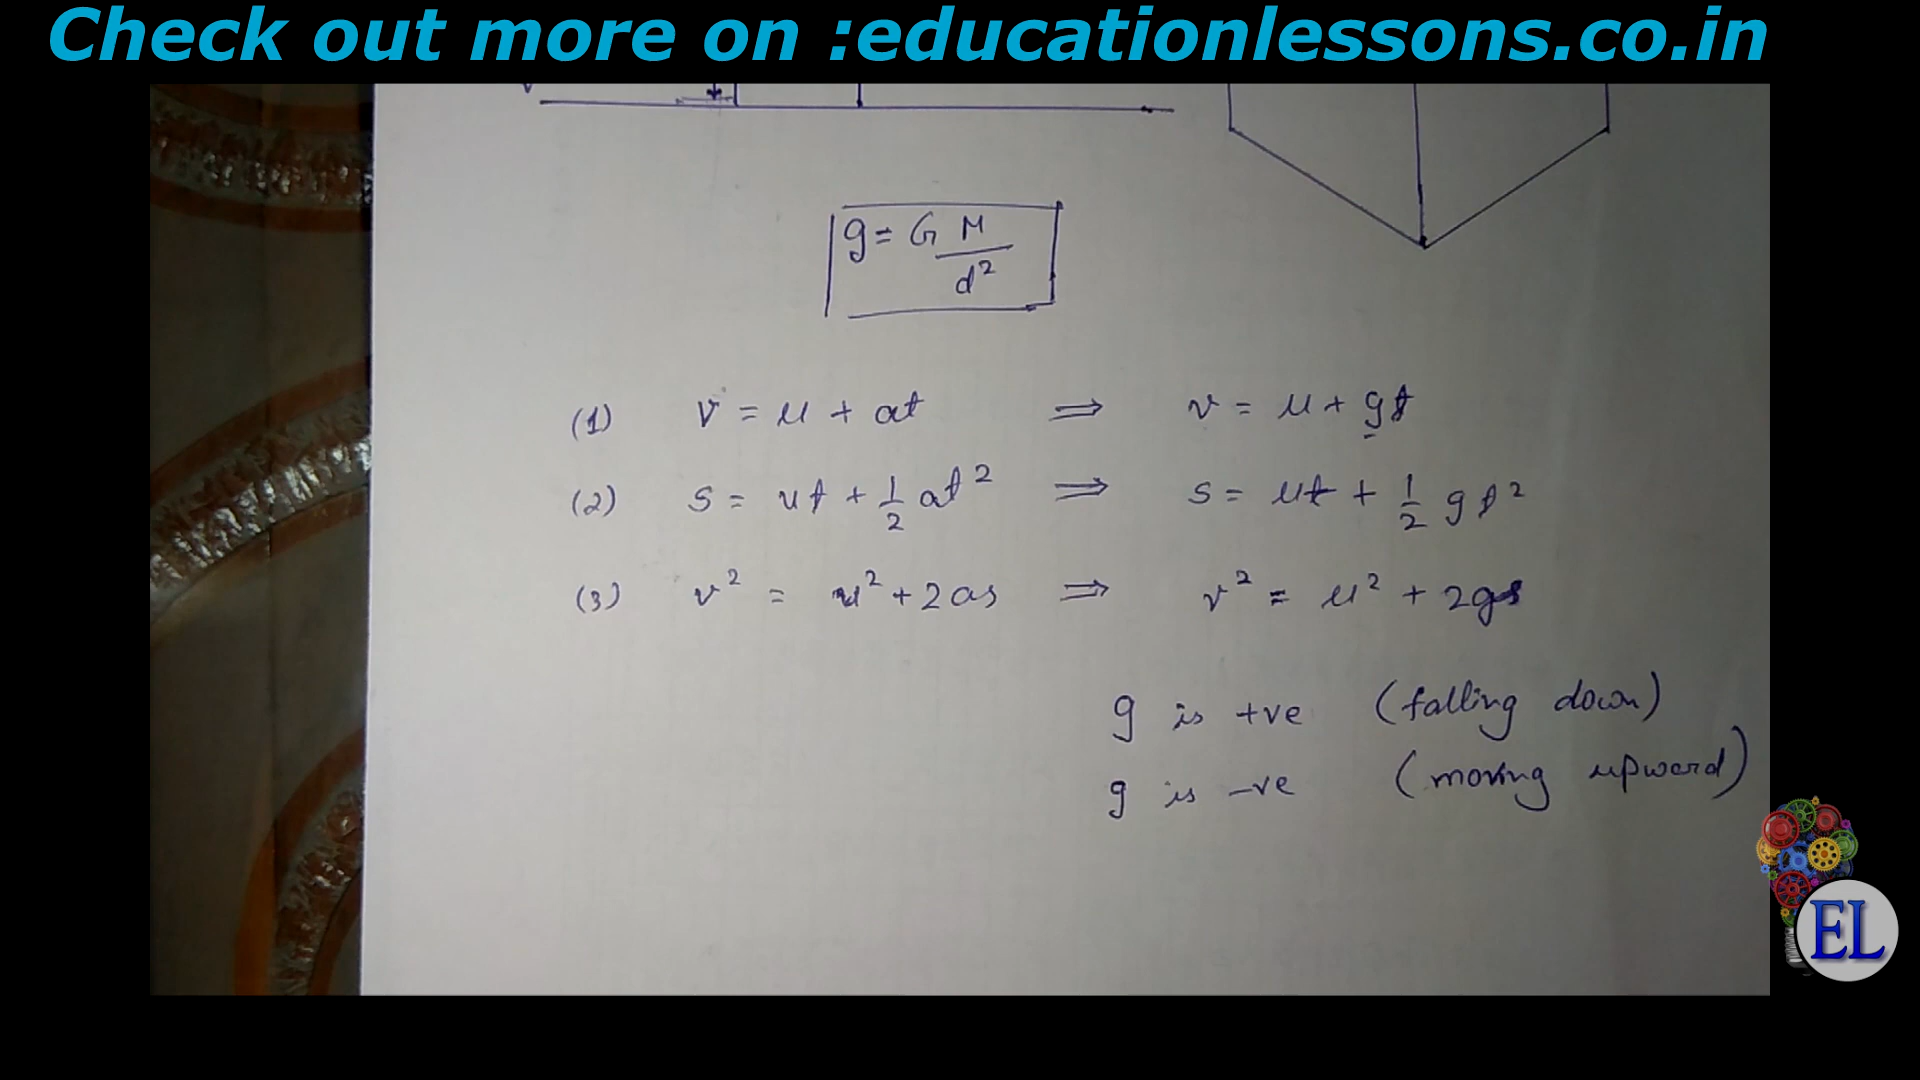 Check out more on :educationlessons.co.in
g = G M/d²
(1) v = u + at ⇒ v = u + gt
(2) s = ut + 1/2 at² ⇒ s = ut + 1/2 gt²
(3) v² = u² + 2as ⇒ v² = u² + 2gs
g is +ve (falling down)
g is -ve (moving upward)
EL